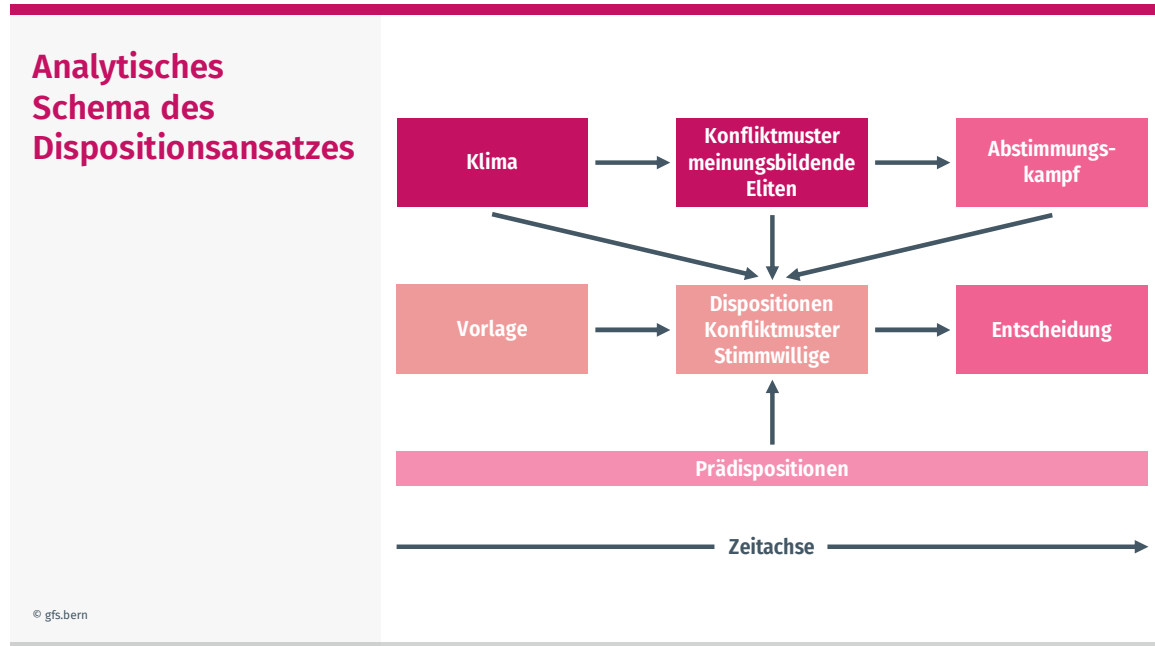 Analytisches
Schema des
Dispositionsansatzes
Klima
Konfliktmuster
meinungsbildende
Eliten
Abstimmungs-
kampf
Vorlage
Dispositionen
Konfliktmuster
Stimmwillige
Entscheidung
Prädispositionen
Zeitachse
© gfs.bern